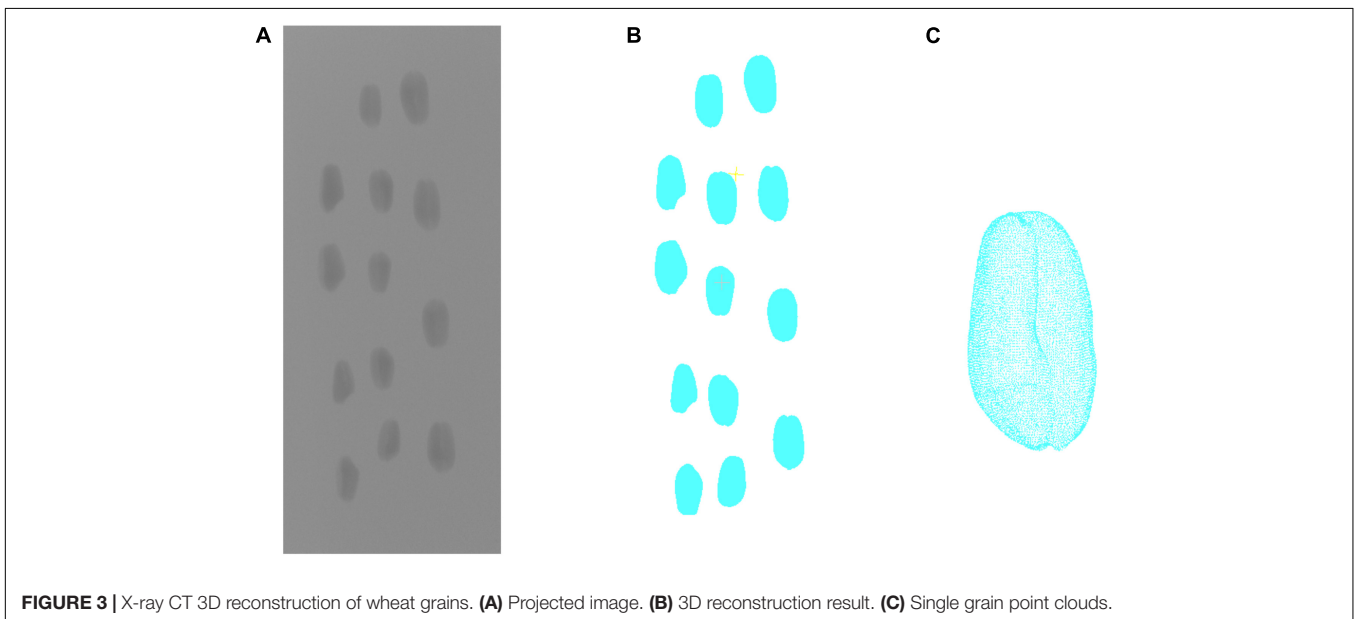 A
B
C
FIGURE 3 | X-ray CT 3D reconstruction of wheat grains. (A) Projected image. (B) 3D reconstruction result. (C) Single grain point clouds.